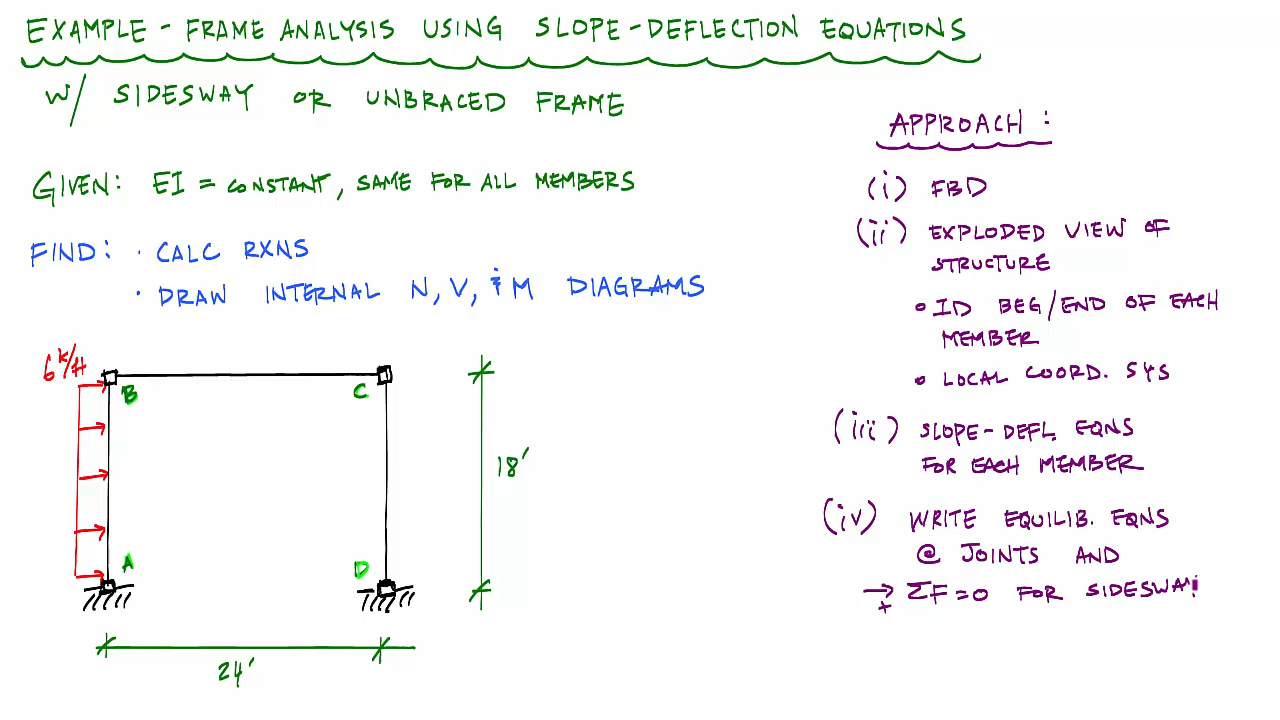 EXAMPLE - FRAME ANALYSIS USING SLOPE-DEFLECTION EQUATIONS
W/ SIDESWAY OR UNBRACED FRAME
GIVEN: EI = CONSTANT, SAME FOR ALL MEMBERS
FIND: · CALC RXNS
· DRAW INTERNAL N, V, & M DIAGRAMS
6 k/ft
B
C
18'
A
D
24'
APPROACH:
(i) FBD
(ii) EXPLODED VIEW OF
STRUCTURE
• ID BEG/END OF EACH
MEMBER
• LOCAL COORD. SYS
(iii) SLOPE-DEFL. EQNS
FOR EACH MEMBER
(iv) WRITE EQUILIB. EQNS
@ JOINTS AND
→+ ΣF=0 FOR SIDESWAY